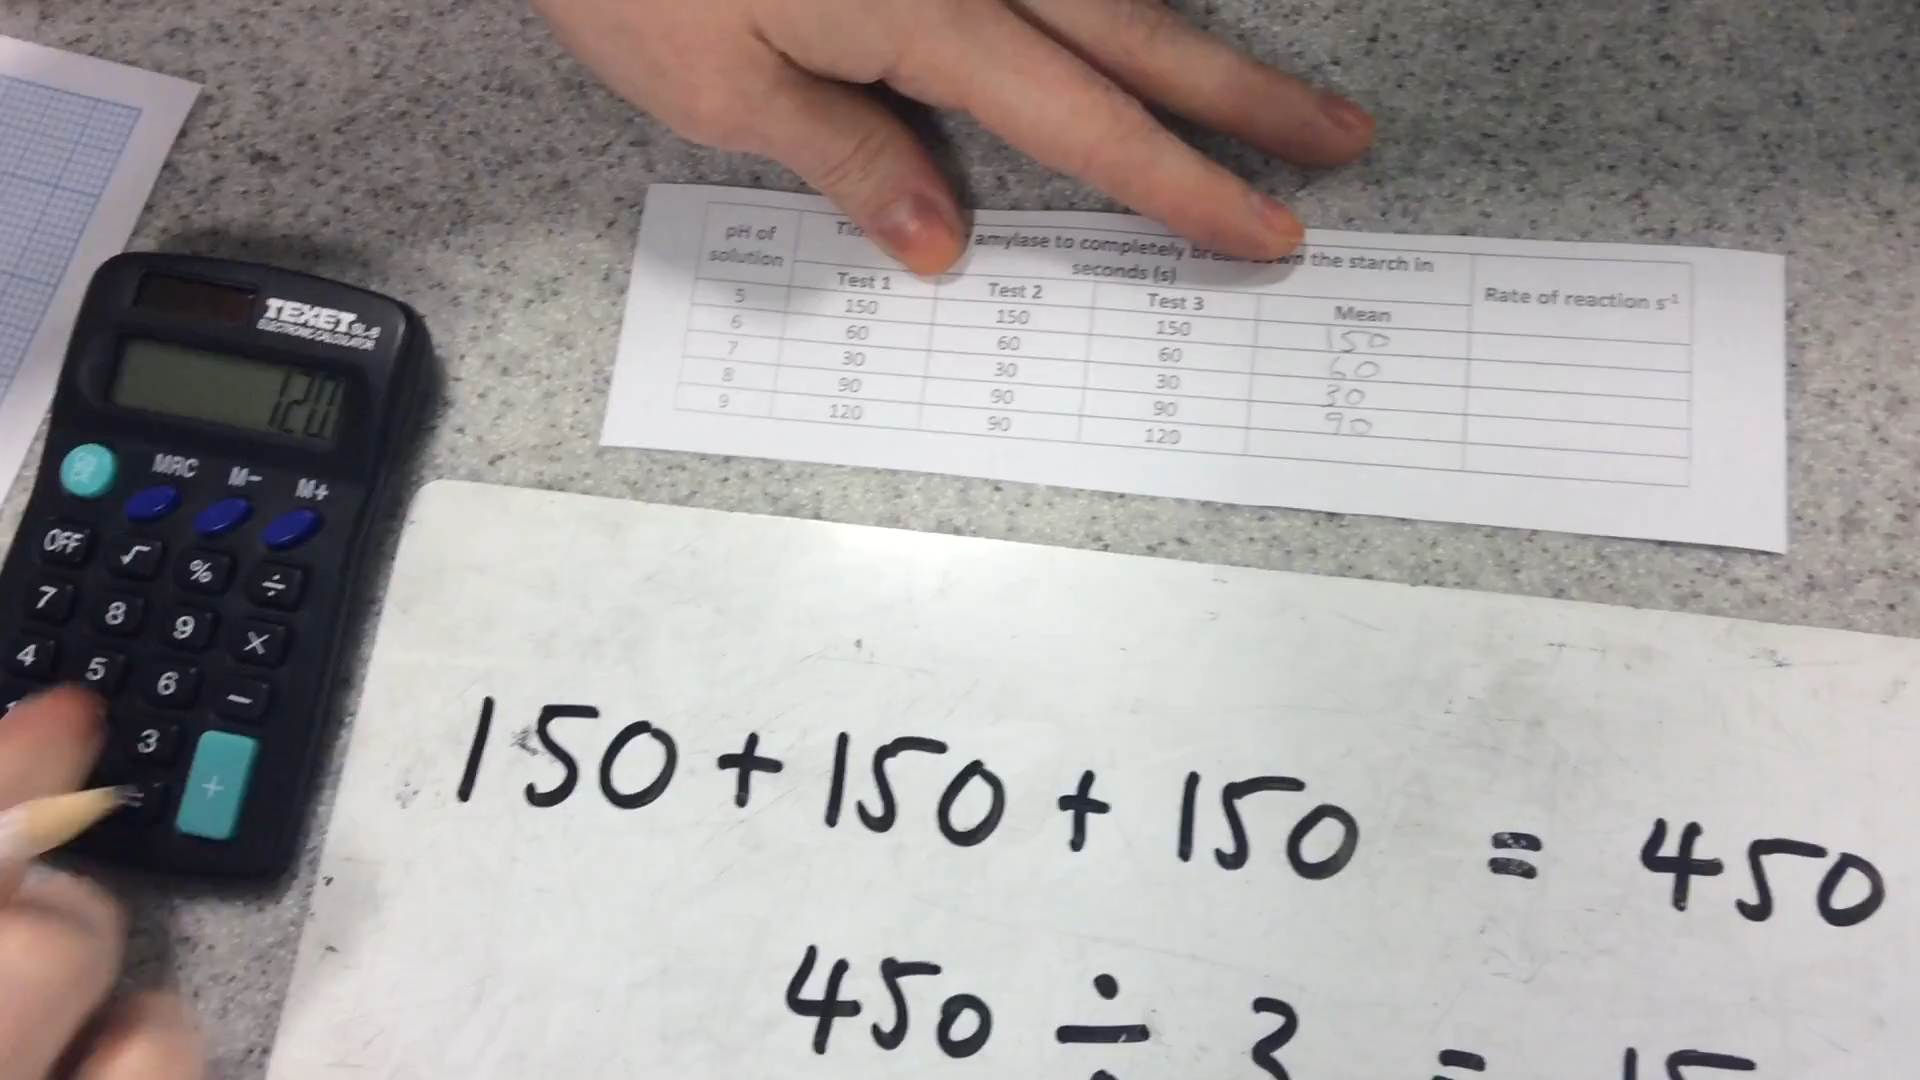 pH of solution
amylase to completely the starch in
seconds (s)
Rate of reaction s⁻¹
Test 1 Test 2 Test 3 Mean
5 150 150 150 150
6 60 60 60 60
7 30 30 30 30
8 90 90 90 90
9 120 90 120
TEXET
ELECTRONIC CALCULATOR
120
MRC M- M+
OFF √ % ÷
7 8 9 X
4 5 6 -
3 +
150 + 150 + 150 = 450
450 ÷ 3 =